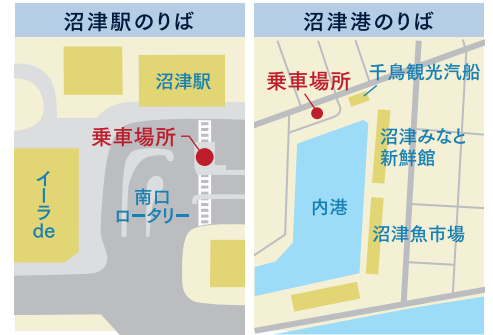 沼津駅のりば
沼津駅
乗車場所
イーラ
de
南口
ロータリー
沼津港のりば
千鳥観光汽船
乗車場所
沼津みなと
新鮮館
内港
沼津魚市場